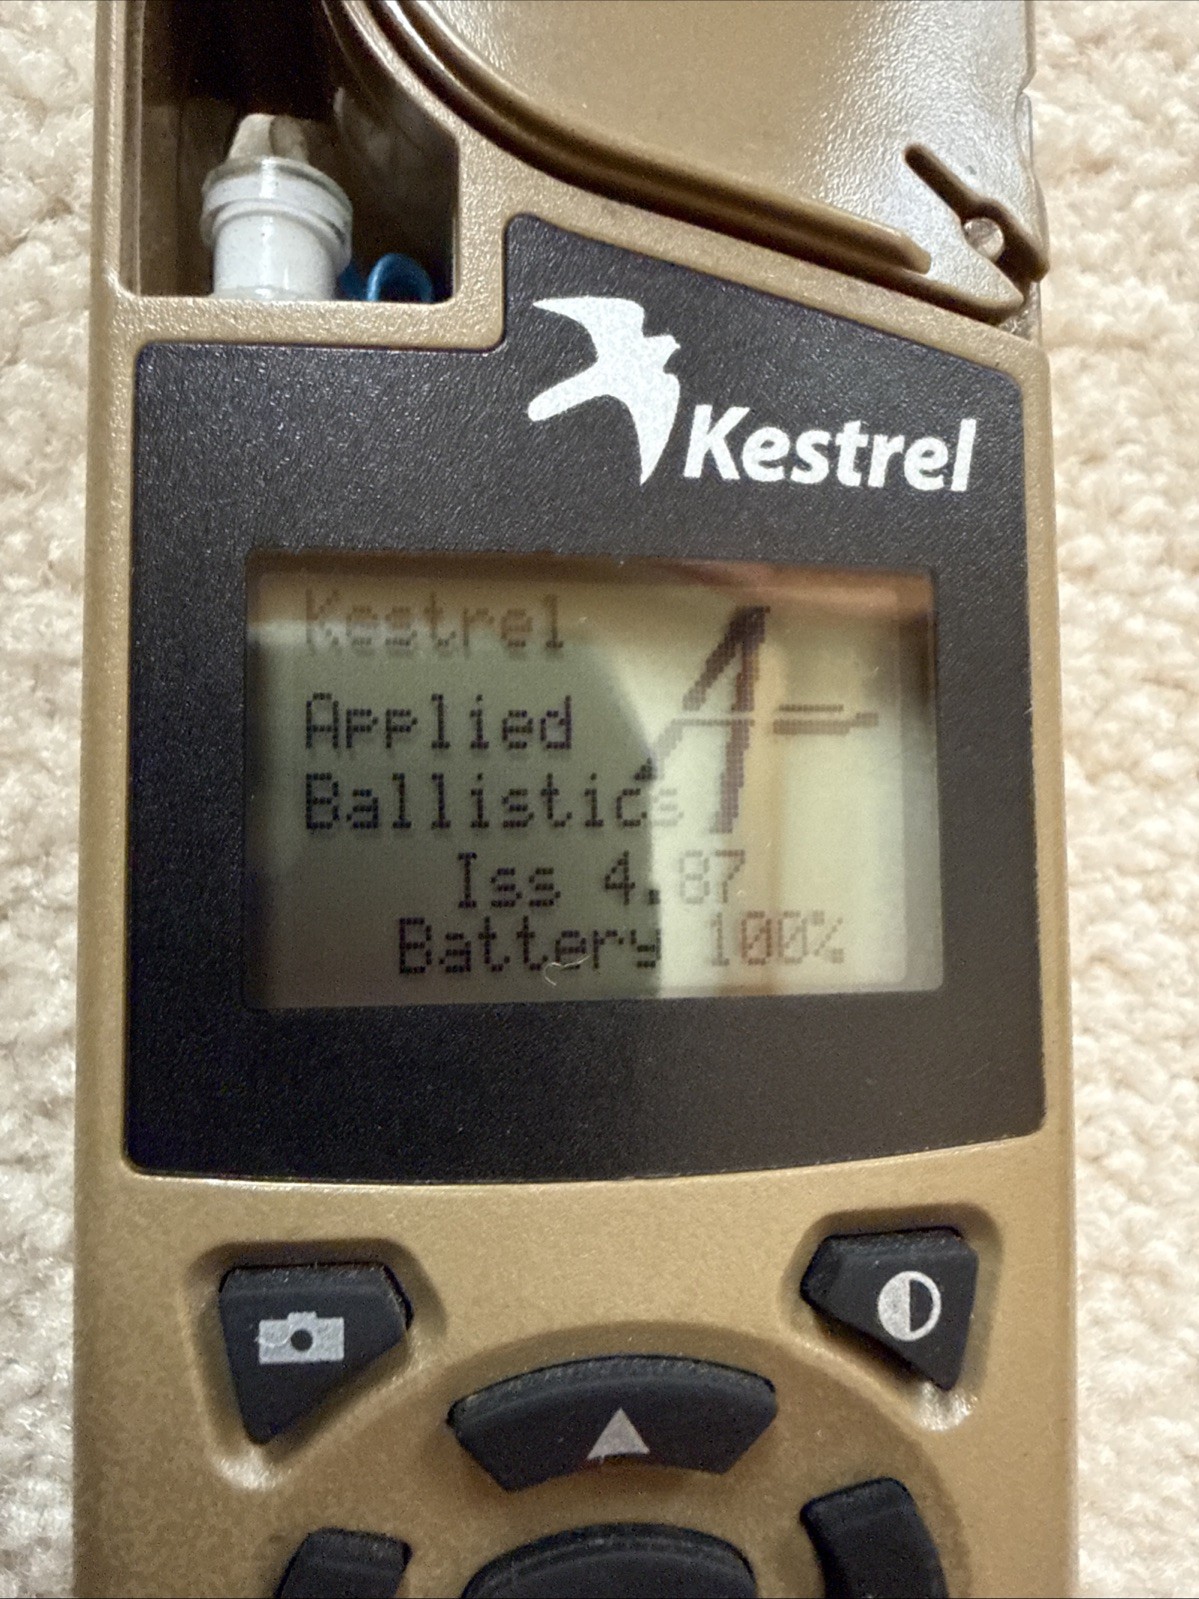 Kestrel
Kestrel
Applied
Ballistics
Iss 4.87
Battery 100%